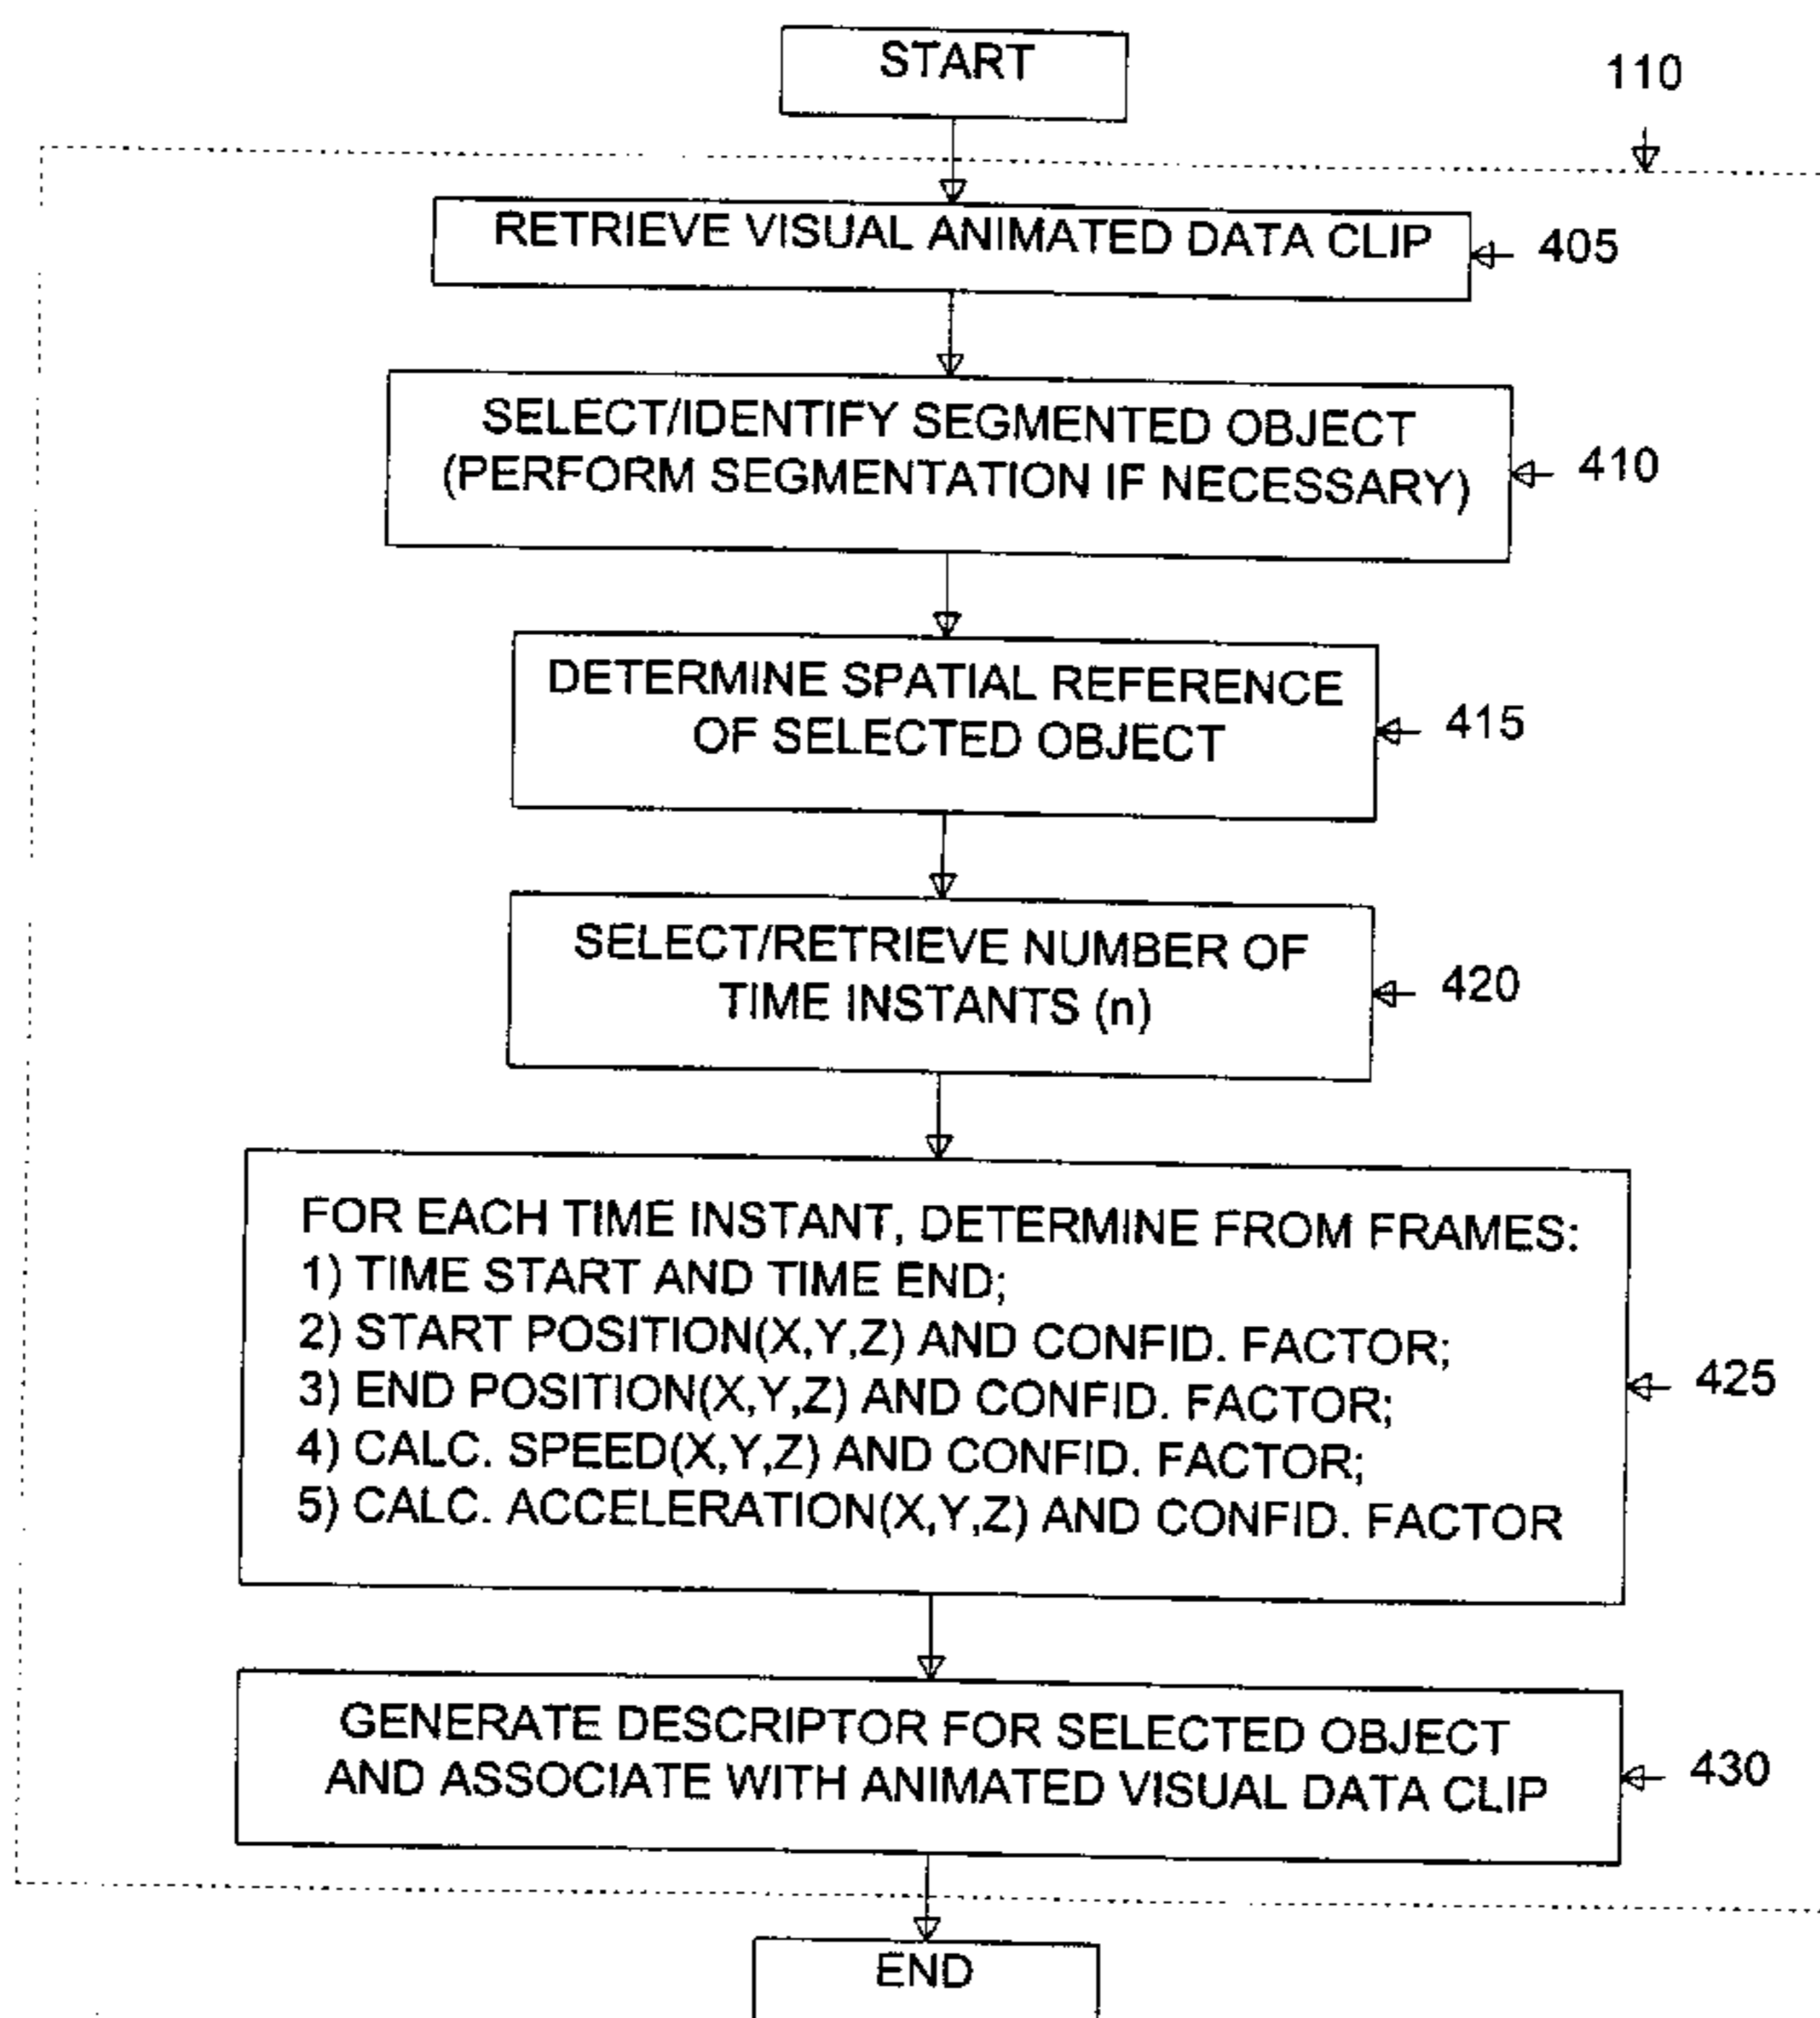 START
110
RETRIEVE VISUAL ANIMATED DATA CLIP
405
SELECT/IDENTIFY SEGMENTED OBJECT
(PERFORM SEGMENTATION IF NECESSARY)
410
DETERMINE SPATIAL REFERENCE
OF SELECTED OBJECT
415
SELECT/RETRIEVE NUMBER OF
TIME INSTANTS (n)
420
FOR EACH TIME INSTANT, DETERMINE FROM FRAMES:
1) TIME START AND TIME END;
2) START POSITION(X,Y,Z) AND CONFID. FACTOR;
3) END POSITION(X,Y,Z) AND CONFID. FACTOR;
4) CALC. SPEED(X,Y,Z) AND CONFID. FACTOR;
5) CALC. ACCELERATION(X,Y,Z) AND CONFID. FACTOR
425
GENERATE DESCRIPTOR FOR SELECTED OBJECT
AND ASSOCIATE WITH ANIMATED VISUAL DATA CLIP
430
END